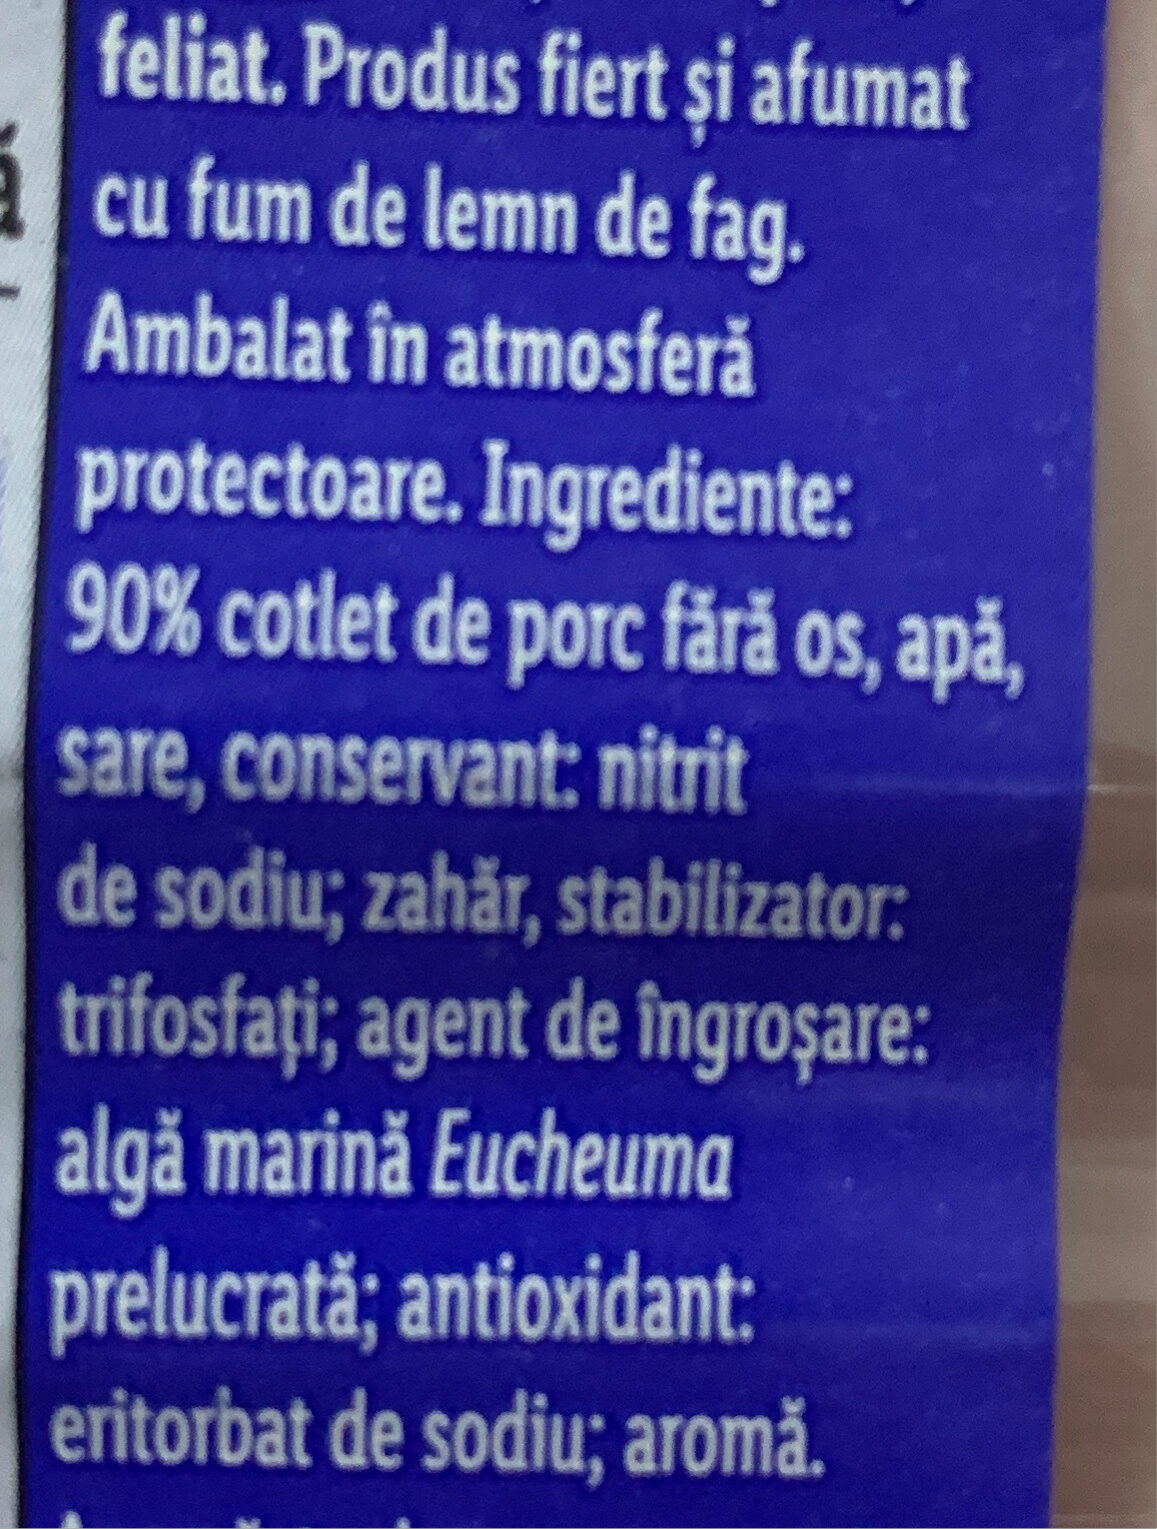 feliat. Produs fiert și afumat
cu fum de lemn de fag.
Ambalat în atmosferă
protectoare. Ingrediente:
90% cotlet de porc fără os, apă,
sare, conservant: nitrit
de sodiu; zahăr, stabilizator:
trifosfați; agent de îngroșare:
algă marină Eucheuma
prelucrată; antioxidant:
eritorbat de sodiu; aromă.